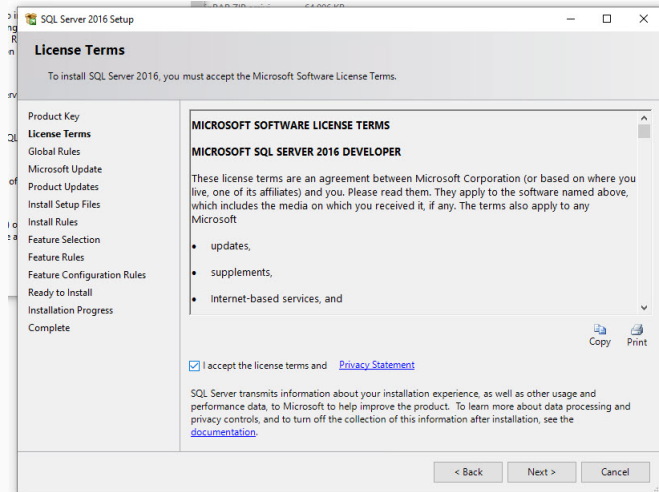 SQL Server 2016 Setup
License Terms
To install SQL Server 2016, you must accept the Microsoft Software License Terms.
Product Key
License Terms
Global Rules
Microsoft Update
Product Updates
Install Setup Files
Install Rules
Feature Selection
Feature Rules
Feature Configuration Rules
Ready to Install
Installation Progress
Complete
MICROSOFT SOFTWARE LICENSE TERMS
MICROSOFT SQL SERVER 2016 DEVELOPER
These license terms are an agreement between Microsoft Corporation (or based on where you
live, one of its affiliates) and you. Please read them. They apply to the software named above,
which includes the media on which you received it, if any. The terms also apply to any
Microsoft
• updates,
• supplements,
• Internet-based services, and
Copy Print
I accept the license terms and Privacy Statement
SQL Server transmits information about your installation experience, as well as other usage and
performance data, to Microsoft to help improve the product. To learn more about data processing and
privacy controls, and to turn off the collection of this information after installation, see the
documentation.
< Back Next > Cancel